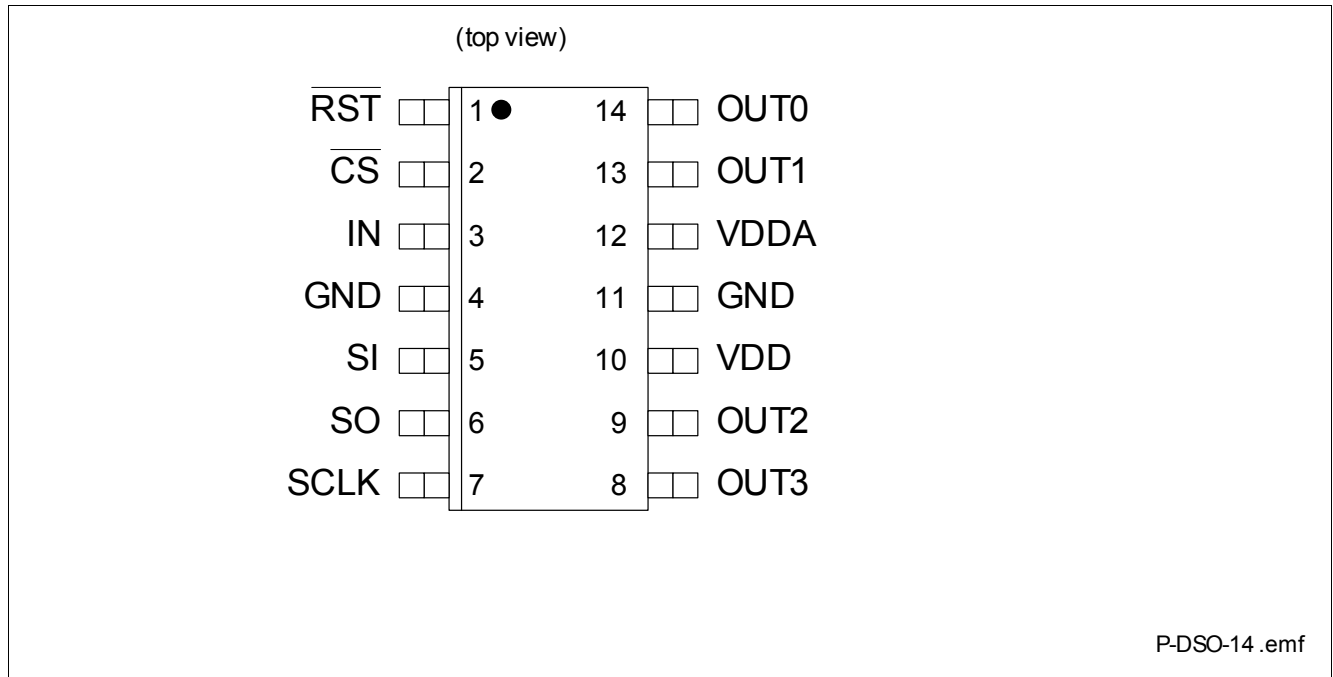 (top view)
RST 1 14 OUT0
CS 2 13 OUT1
IN 3 12 VDDA
GND 4 11 GND
SI 5 10 VDD
SO 6 9 OUT2
SCLK 7 8 OUT3
P-DSO-14 .emf